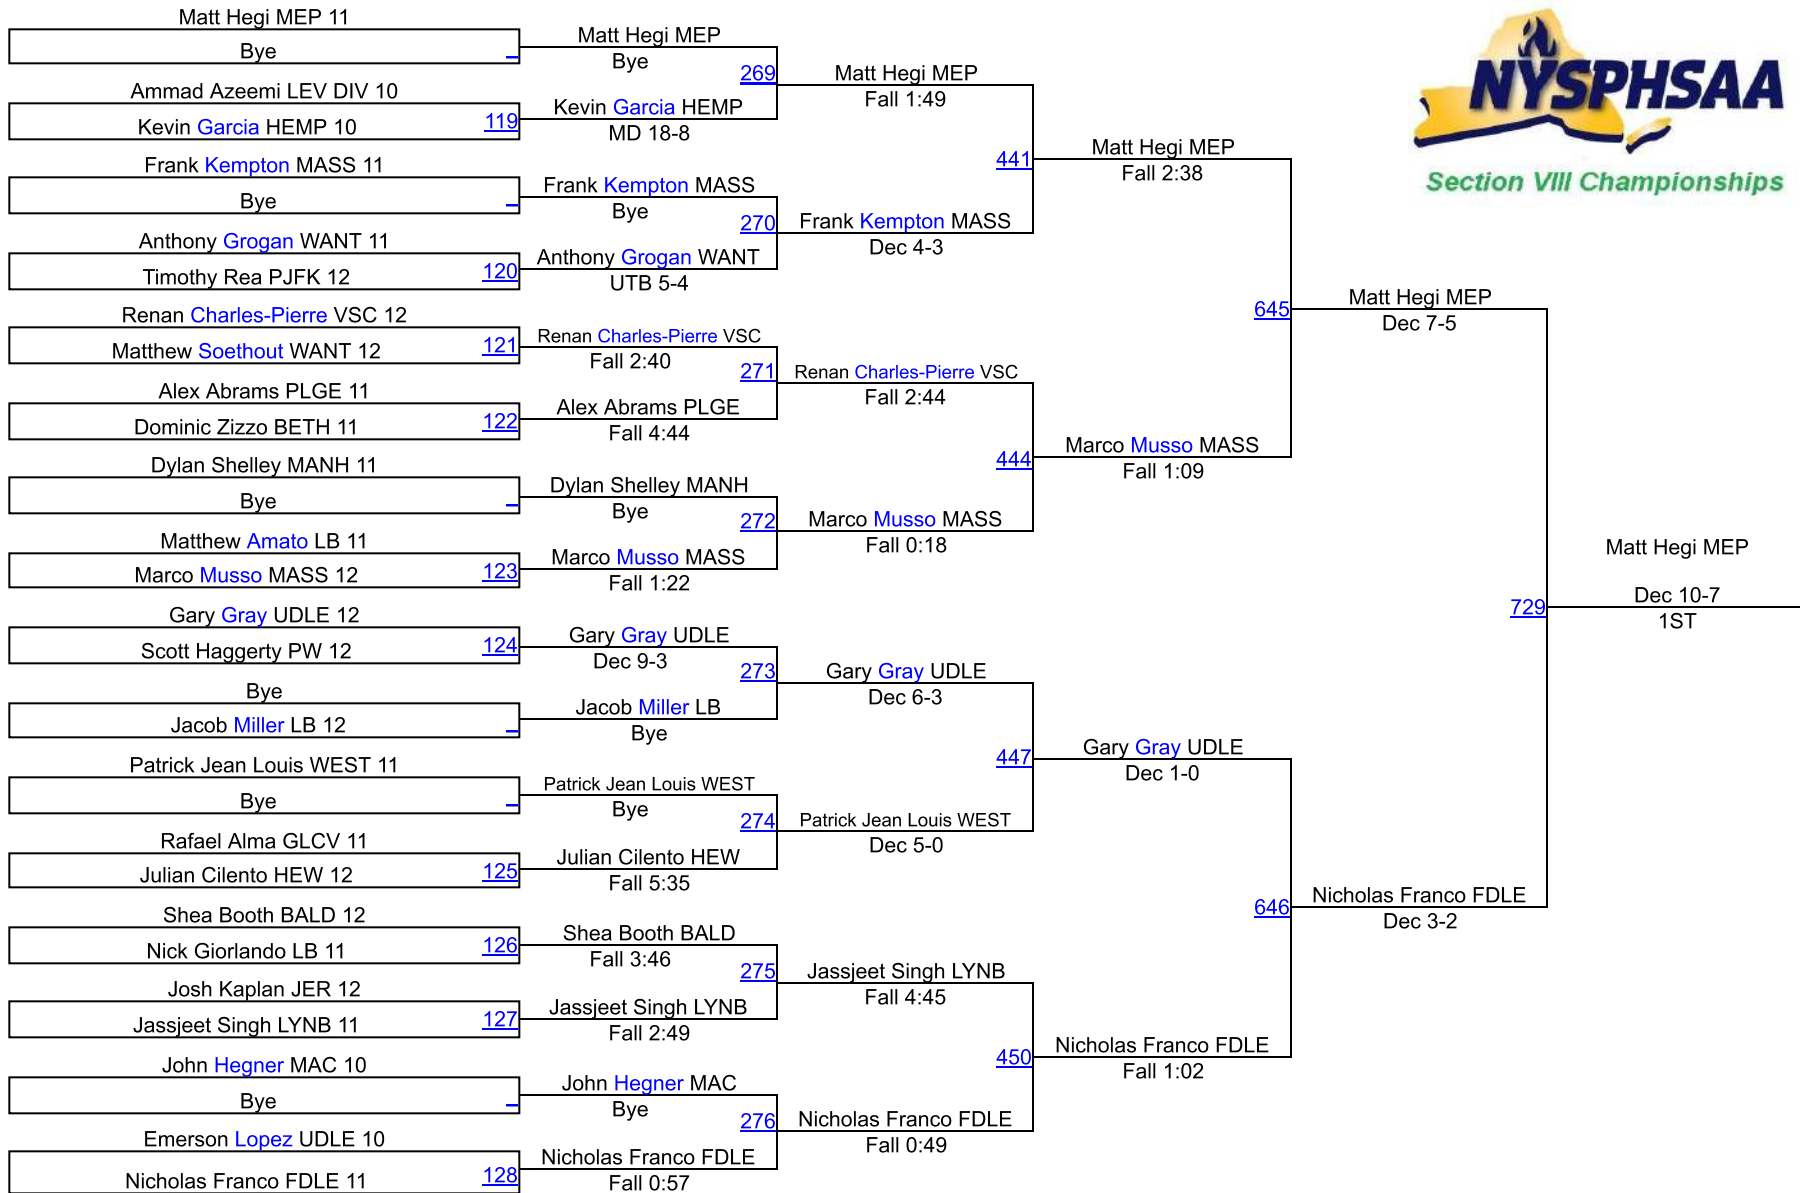 Matt Hegi MEP 11
Bye
Ammad Azeemi LEV DIV 10
Kevin Garcia HEMP 10
119
Frank Kempton MASS 11
Bye
Anthony Grogan WANT 11
Timothy Rea PJFK 12
120
Renan Charles-Pierre VSC 12
Matthew Soethout WANT 12
121
Alex Abrams PLGE 11
Dominic Zizzo BETH 11
122
Dylan Shelley MANH 11
Bye
Matthew Amato LB 11
Marco Musso MASS 12
123
Gary Gray UDLE 12
Scott Haggerty PW 12
124
Bye
Jacob Miller LB 12
Patrick Jean Louis WEST 11
Bye
Rafael Alma GLCV 11
Julian Cilento HEW 12
125
Shea Booth BALD 12
Nick Giorlando LB 11
126
Josh Kaplan JER 12
Jassjeet Singh LYNB 11
127
John Hegner MAC 10
Bye
Emerson Lopez UDLE 10
Nicholas Franco FDLE 11
128
Matt Hegi MEP
Bye
269
Kevin Garcia HEMP
MD 18-8
Frank Kempton MASS
Bye
270
Anthony Grogan WANT
UTB 5-4
Renan Charles-Pierre VSC
Fall 2:40
271
Alex Abrams PLGE
Fall 4:44
Dylan Shelley MANH
Bye
272
Marco Musso MASS
Fall 1:22
Gary Gray UDLE
Dec 9-3
273
Jacob Miller LB
Bye
Patrick Jean Louis WEST
Bye
274
Julian Cilento HEW
Fall 5:35
Shea Booth BALD
Fall 3:46
275
Jassjeet Singh LYNB
Fall 2:49
John Hegner MAC
Bye
276
Nicholas Franco FDLE
Fall 0:57
Matt Hegi MEP
Fall 1:49
441
Frank Kempton MASS
Dec 4-3
Renan Charles-Pierre VSC
Fall 2:44
444
Marco Musso MASS
Fall 0:18
Gary Gray UDLE
Dec 6-3
447
Patrick Jean Louis WEST
Dec 5-0
Jassjeet Singh LYNB
Fall 4:45
450
Nicholas Franco FDLE
Fall 0:49
Matt Hegi MEP
Fall 2:38
645
Marco Musso MASS
Fall 1:09
Gary Gray UDLE
Dec 1-0
646
Nicholas Franco FDLE
Fall 1:02
Matt Hegi MEP
Dec 7-5
729
Nicholas Franco FDLE
Dec 3-2
Matt Hegi MEP
Dec 10-7
1ST
NYSPHSAA
Section VIII Championships